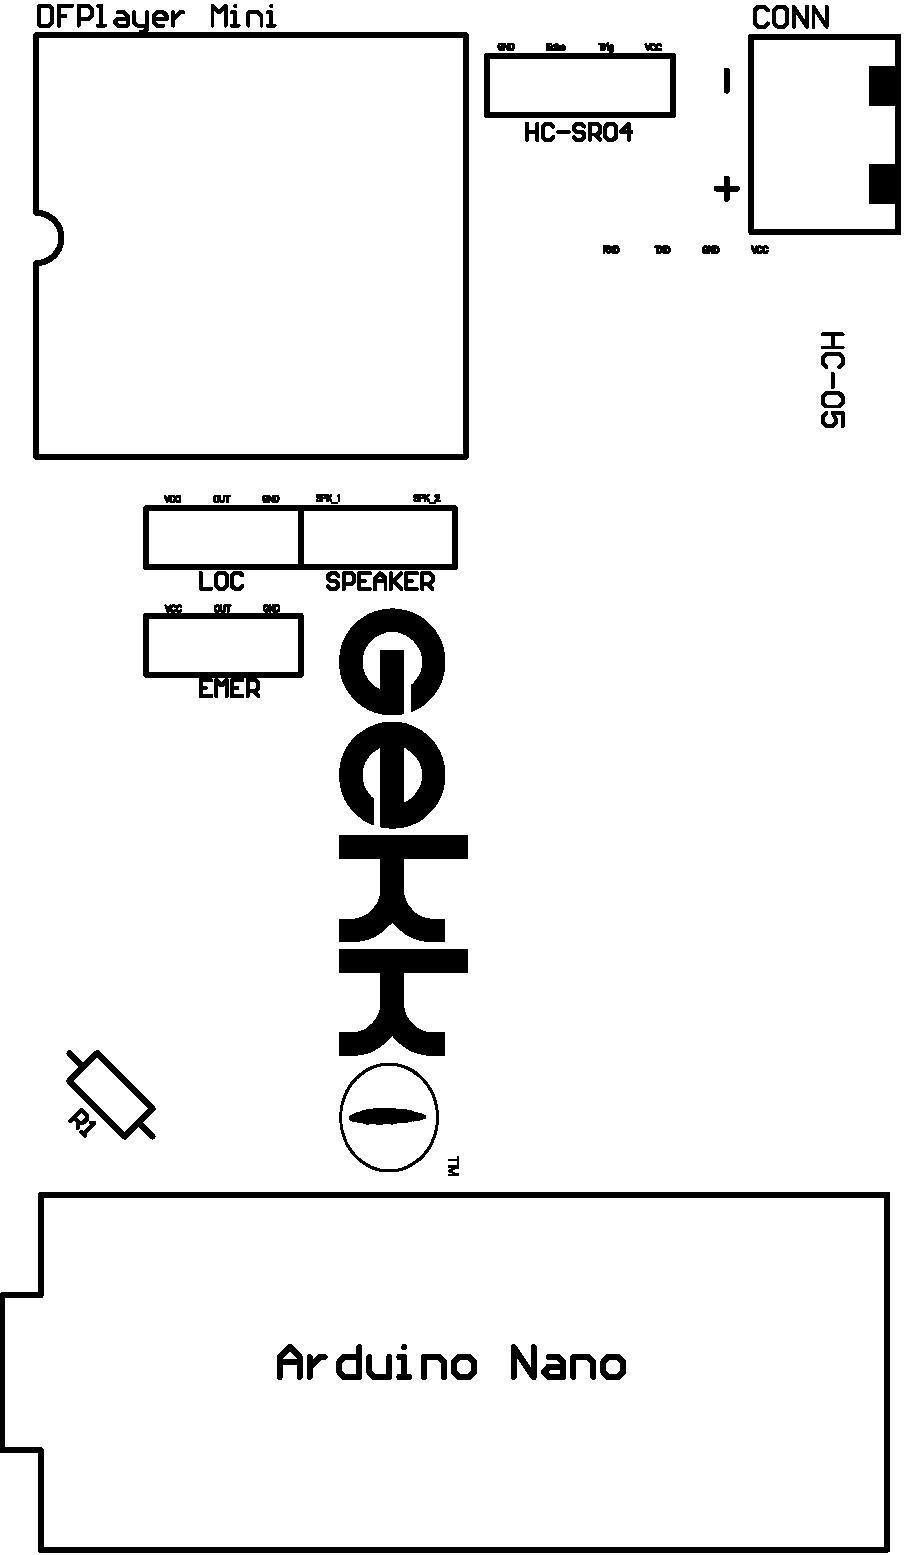 DFPlayer Mini
CONN
GND Echo Trig VCC
-
HC-SR04
+
RXD TXD GND VCC
HC-05
VCC OUT GND SPK_1 SPK_2
LOC SPEAKER
VCC OUT GND
EMER
Gekko
TM
R1
Arduino Nano